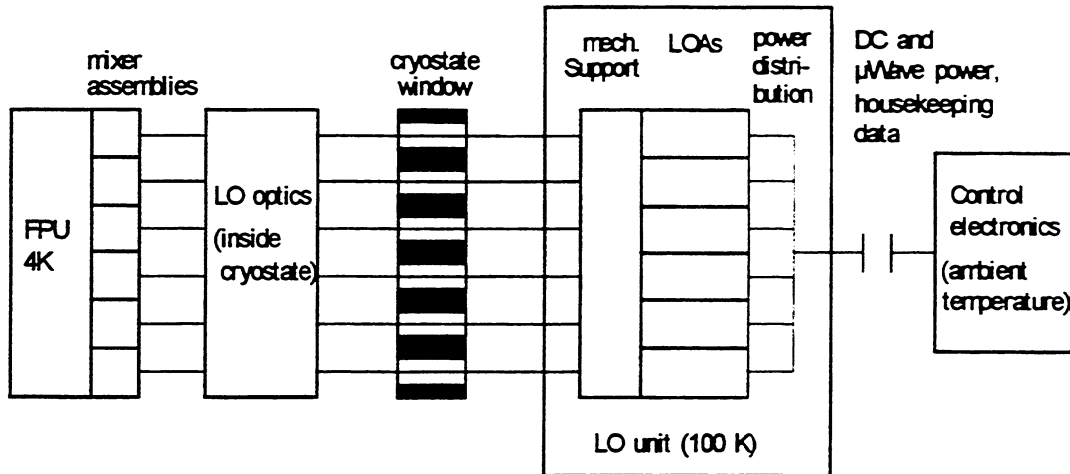 mixer
assemblies
cryostate
window
mech.
Support
LOAs
power
distri-
bution
DC and
µWave power,
housekeeping
data
FPU
4K
LO optics
(inside
cryostate)
Control
electronics
(ambient
temperature)
LO unit (100 K)